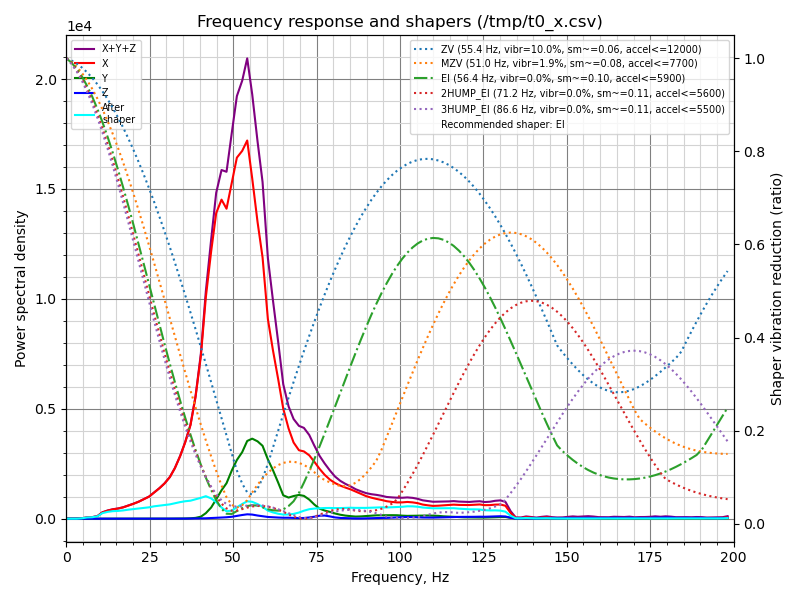 Frequency response and shapers (/tmp/t0_x.csv)
1e4
X+Y+Z
X
Y
Z
After
shaper
ZV (55.4 Hz, vibr=10.0%, sm~=0.06, accel<=12000)
MZV (51.0 Hz, vibr=1.9%, sm~=0.08, accel<=7700)
EI (56.4 Hz, vibr=0.0%, sm~=0.10, accel<=5900)
2HUMP_EI (71.2 Hz, vibr=0.0%, sm~=0.11, accel<=5600)
3HUMP_EI (86.6 Hz, vibr=0.0%, sm~=0.11, accel<=5500)
Recommended shaper: EI
Power spectral density
2.0
1.5
1.0
0.5
0.0
1.0
0.8
0.6
0.4
0.2
0.0
Shaper vibration reduction (ratio)
0 25 50 75 100 125 150 175 200
Frequency, Hz